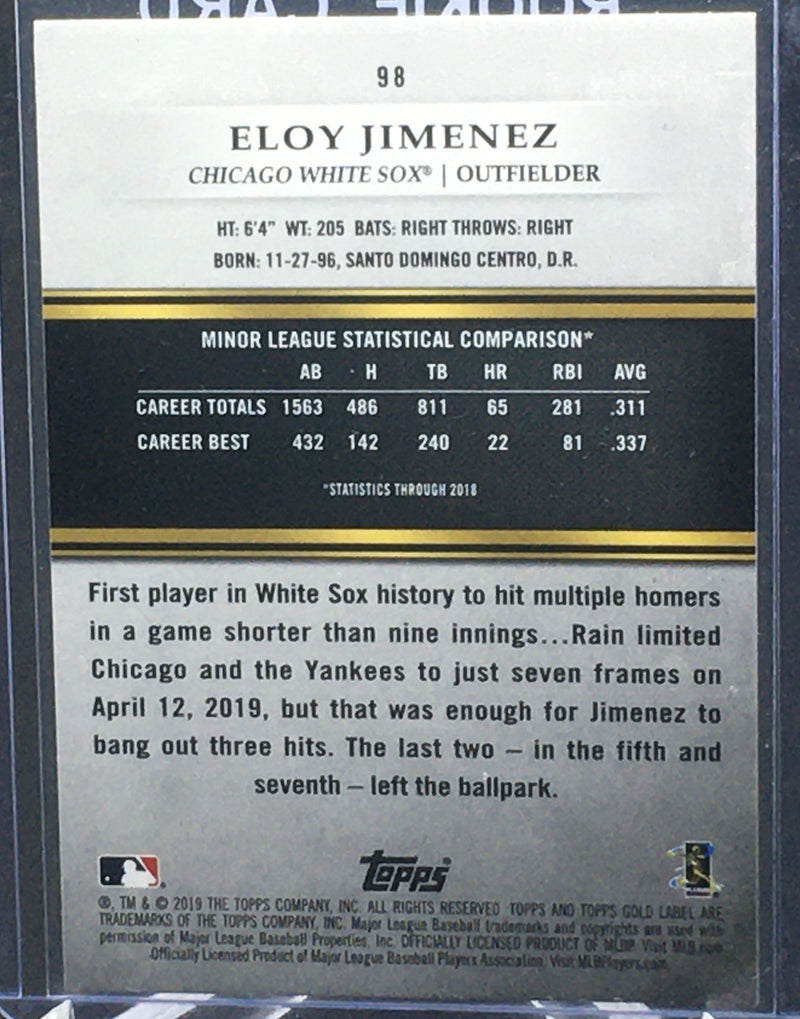 ROOKIE CARD
98
ELOY JIMENEZ
CHICAGO WHITE SOX® | OUTFIELDER
HT: 6'4" WT: 205 BATS: RIGHT THROWS: RIGHT
BORN: 11-27-96, SANTO DOMINGO CENTRO, D.R.
MINOR LEAGUE STATISTICAL COMPARISON*
AB H TB HR RBI AVG
CAREER TOTALS 1563 486 811 65 281 .311
CAREER BEST 432 142 240 22 81 .337
*STATISTICS THROUGH 2018
First player in White Sox history to hit multiple homers
in a game shorter than nine innings...Rain limited
Chicago and the Yankees to just seven frames on
April 12, 2019, but that was enough for Jimenez to
bang out three hits. The last two – in the fifth and
seventh – left the ballpark.
Topps
®, TM & © 2019 THE TOPPS COMPANY, INC. ALL RIGHTS RESERVED TOPPS AND TOPPS GOLD LABEL ARE
TRADEMARKS OF THE TOPPS COMPANY, INC. Major League Baseball trademarks and copyrights are used with
permission of Major League Baseball Properties, Inc. OFFICIALLY LICENSED PRODUCT OF MLBP Visit MLB.com
Officially Licensed Product of Major League Baseball Players Association. Visit MLBPlayers.com